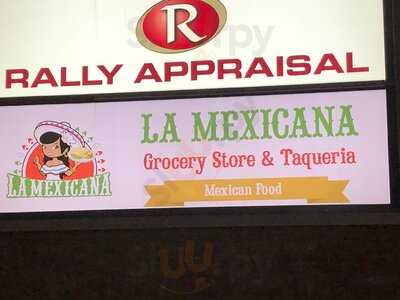 R
RALLY APPRAISAL
LA MEXICANA
Grocery Store & Taqueria
Mexican Food
LA MEXICANA